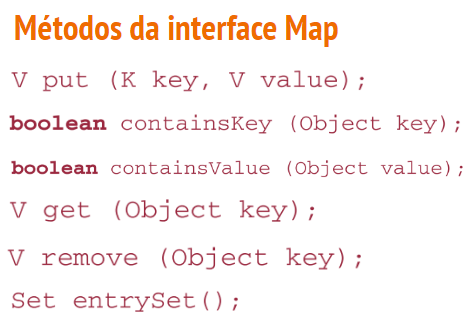 Métodos da interface Map
V put (K key, V value);
boolean containsKey (Object key);
boolean containsValue (Object value);
V get (Object key);
V remove (Object key);
Set entrySet();